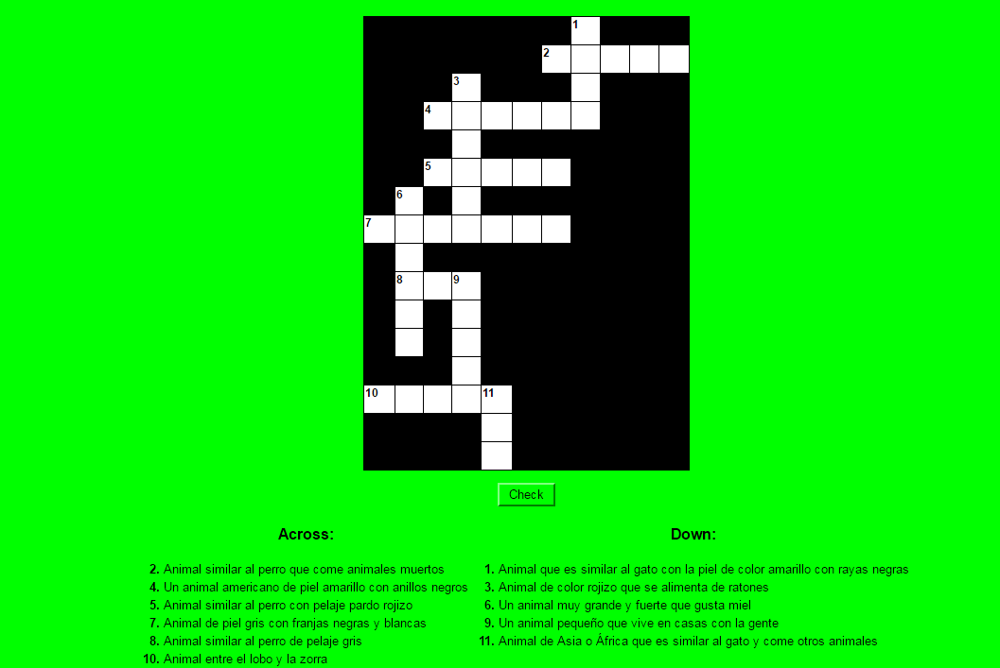 1
2
3
4
5
6
7
8 9
10 11
Check
Across:
2. Animal similar al perro que come animales muertos
4. Un animal americano de piel amarillo con anillos negros
5. Animal similar al perro con pelaje pardo rojizo
7. Animal de piel gris con franjas negras y blancas
8. Animal similar al perro de pelaje gris
10. Animal entre el lobo y la zorra
Down:
1. Animal que es similar al gato con la piel de color amarillo con rayas negras
3. Animal de color rojizo que se alimenta de ratones
6. Un animal muy grande y fuerte que gusta miel
9. Un animal pequeño que vive en casas con la gente
11. Animal de Asia o África que es similar al gato y come otros animales